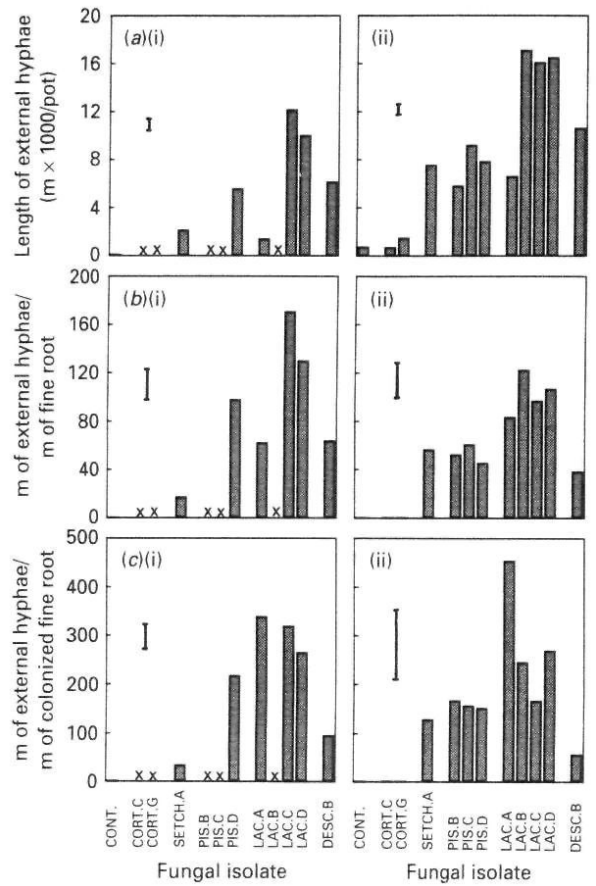 (a)(i)
(ii)
Length of external hyphae
(m × 1000/pot)
20
16
12
8
4
0
x x
x x
x
(b)(i)
(ii)
m of external hyphae/
m of fine root
200
160
120
80
40
0
x x
x x
x
(c)(i)
(ii)
m of external hyphae/
m of colonized fine root
500
400
300
200
100
0
x x
x x
x
CONT.
CORT.C
CORT.G
SETCH.A
PIS.B
PIS.C
PIS.D
LAC.A
LAC.B
LAC.C
LAC.D
DESC.B
CONT.
CORT.C
CORT.G
SETCH.A
PIS.B
PIS.C
PIS.D
LAC.A
LAC.B
LAC.C
LAC.D
DESC.B
Fungal isolate
Fungal isolate